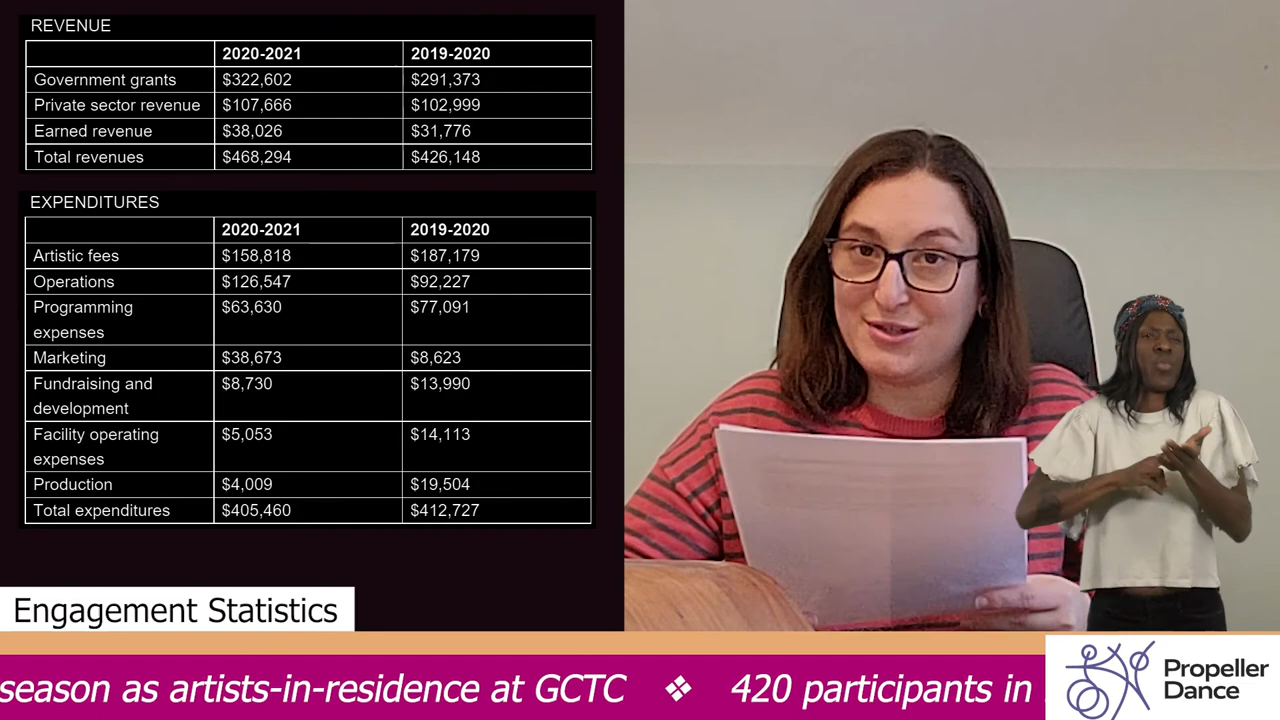 REVENUE
2020-2021 2019-2020
Government grants $322,602 $291,373
Private sector revenue $107,666 $102,999
Earned revenue $38,026 $31,776
Total revenues $468,294 $426,148
EXPENDITURES
2020-2021 2019-2020
Artistic fees $158,818 $187,179
Operations $126,547 $92,227
Programming $63,630 $77,091
expenses
Marketing $38,673 $8,623
Fundraising and $8,730 $13,990
development
Facility operating $5,053 $14,113
expenses
Production $4,009 $19,504
Total expenditures $405,460 $412,727
Engagement Statistics
season as artists-in-residence at GCTC ❖ 420 participants in
Propeller
Dance